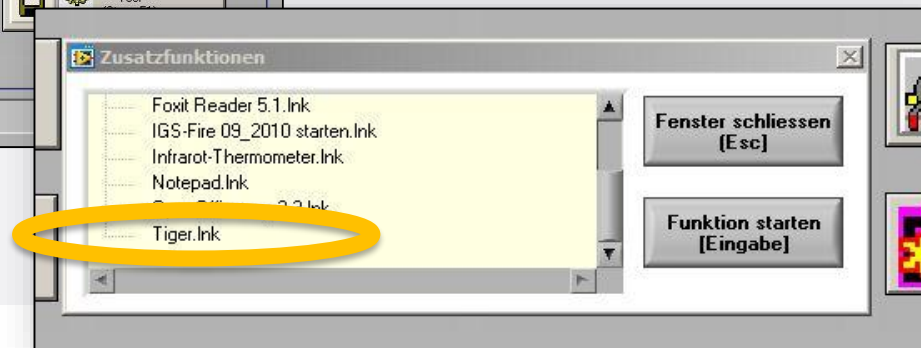 Zusatzfunktionen
Foxit Reader 5.1.lnk
IGS-Fire 09_2010 starten.lnk
Infrarot-Thermometer.lnk
Notepad.lnk
Tiger.lnk
Fenster schliessen
[Esc]
Funktion starten
[Eingabe]